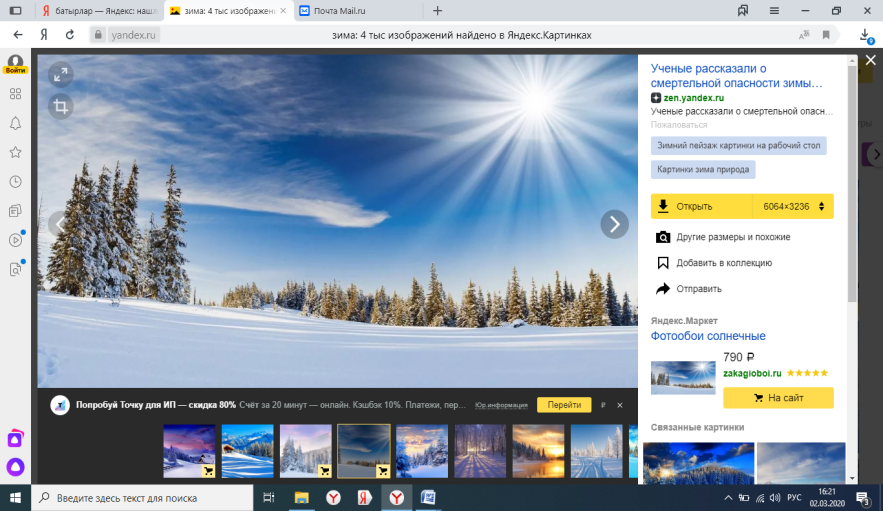 батырлар — Яндекс: наш
зима: 4 тыс изображени
Почта Mail.ru
yandex.ru
зима: 4 тыс изображений найдено в Яндекс.Картинках
Войти
Ученые рассказали о
смертельной опасности зимы…
zen.yandex.ru
Ученые рассказали о смертельной опасн…
Пожаловаться
Зимний пейзаж картинки на рабочий стол
Картинки зима природа
Открыть
6064×3236
Другие размеры и похожие
Добавить в коллекцию
Отправить
Яндекс.Маркет
Фотообои солнечные
790 ₽
zakagioboi.ru
На сайт
Связанные картинки
Попробуй Точку для ИП — скидка 80% Счёт за 20 минут — онлайн. Кэшбэк 10%. Платежи, пер…
Юр.информация
Перейти
Введите здесь текст для поиска
РУС
16:21
02.03.2020
3